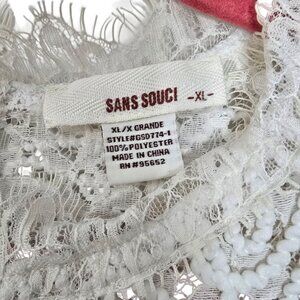 SANS SOUCI
-XL-
XL/X GRANDE
STYLE#GSD774-1
100% POLYESTER
MADE IN CHINA
RN #95652